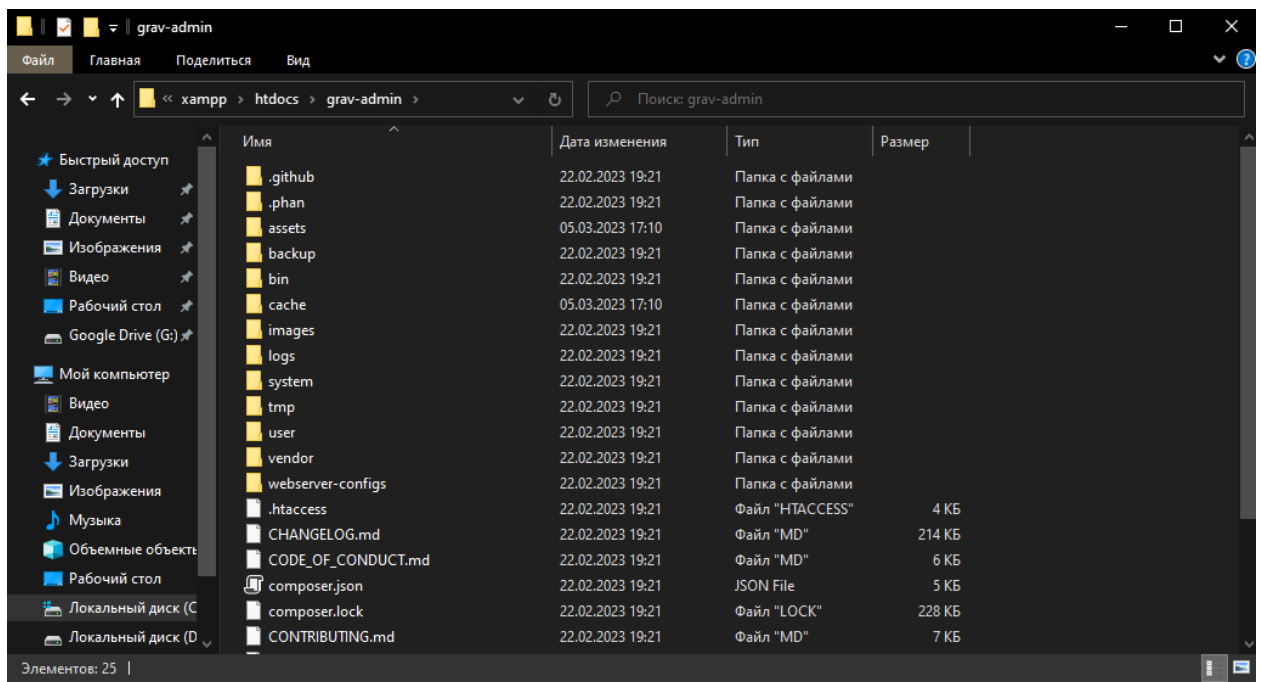 grav-admin
Файл Главная Поделиться Вид
« xampp › htdocs › grav-admin › Поиск: grav-admin
Имя Дата изменения Тип Размер
Быстрый доступ
Загрузки
Документы
Изображения
Видео
Рабочий стол
Google Drive (G:)
Мой компьютер
Видео
Документы
Загрузки
Изображения
Музыка
Объемные объекты
Рабочий стол
Локальный диск (C
Локальный диск (D
.github 22.02.2023 19:21 Папка с файлами
.phan 22.02.2023 19:21 Папка с файлами
assets 05.03.2023 17:10 Папка с файлами
backup 22.02.2023 19:21 Папка с файлами
bin 22.02.2023 19:21 Папка с файлами
cache 05.03.2023 17:10 Папка с файлами
images 22.02.2023 19:21 Папка с файлами
logs 22.02.2023 19:21 Папка с файлами
system 22.02.2023 19:21 Папка с файлами
tmp 22.02.2023 19:21 Папка с файлами
user 22.02.2023 19:21 Папка с файлами
vendor 22.02.2023 19:21 Папка с файлами
webserver-configs 22.02.2023 19:21 Папка с файлами
.htaccess 22.02.2023 19:21 Файл "HTACCESS" 4 КБ
CHANGELOG.md 22.02.2023 19:21 Файл "MD" 214 КБ
CODE_OF_CONDUCT.md 22.02.2023 19:21 Файл "MD" 6 КБ
composer.json 22.02.2023 19:21 JSON File 5 КБ
composer.lock 22.02.2023 19:21 Файл "LOCK" 228 КБ
CONTRIBUTING.md 22.02.2023 19:21 Файл "MD" 7 КБ
Элементов: 25